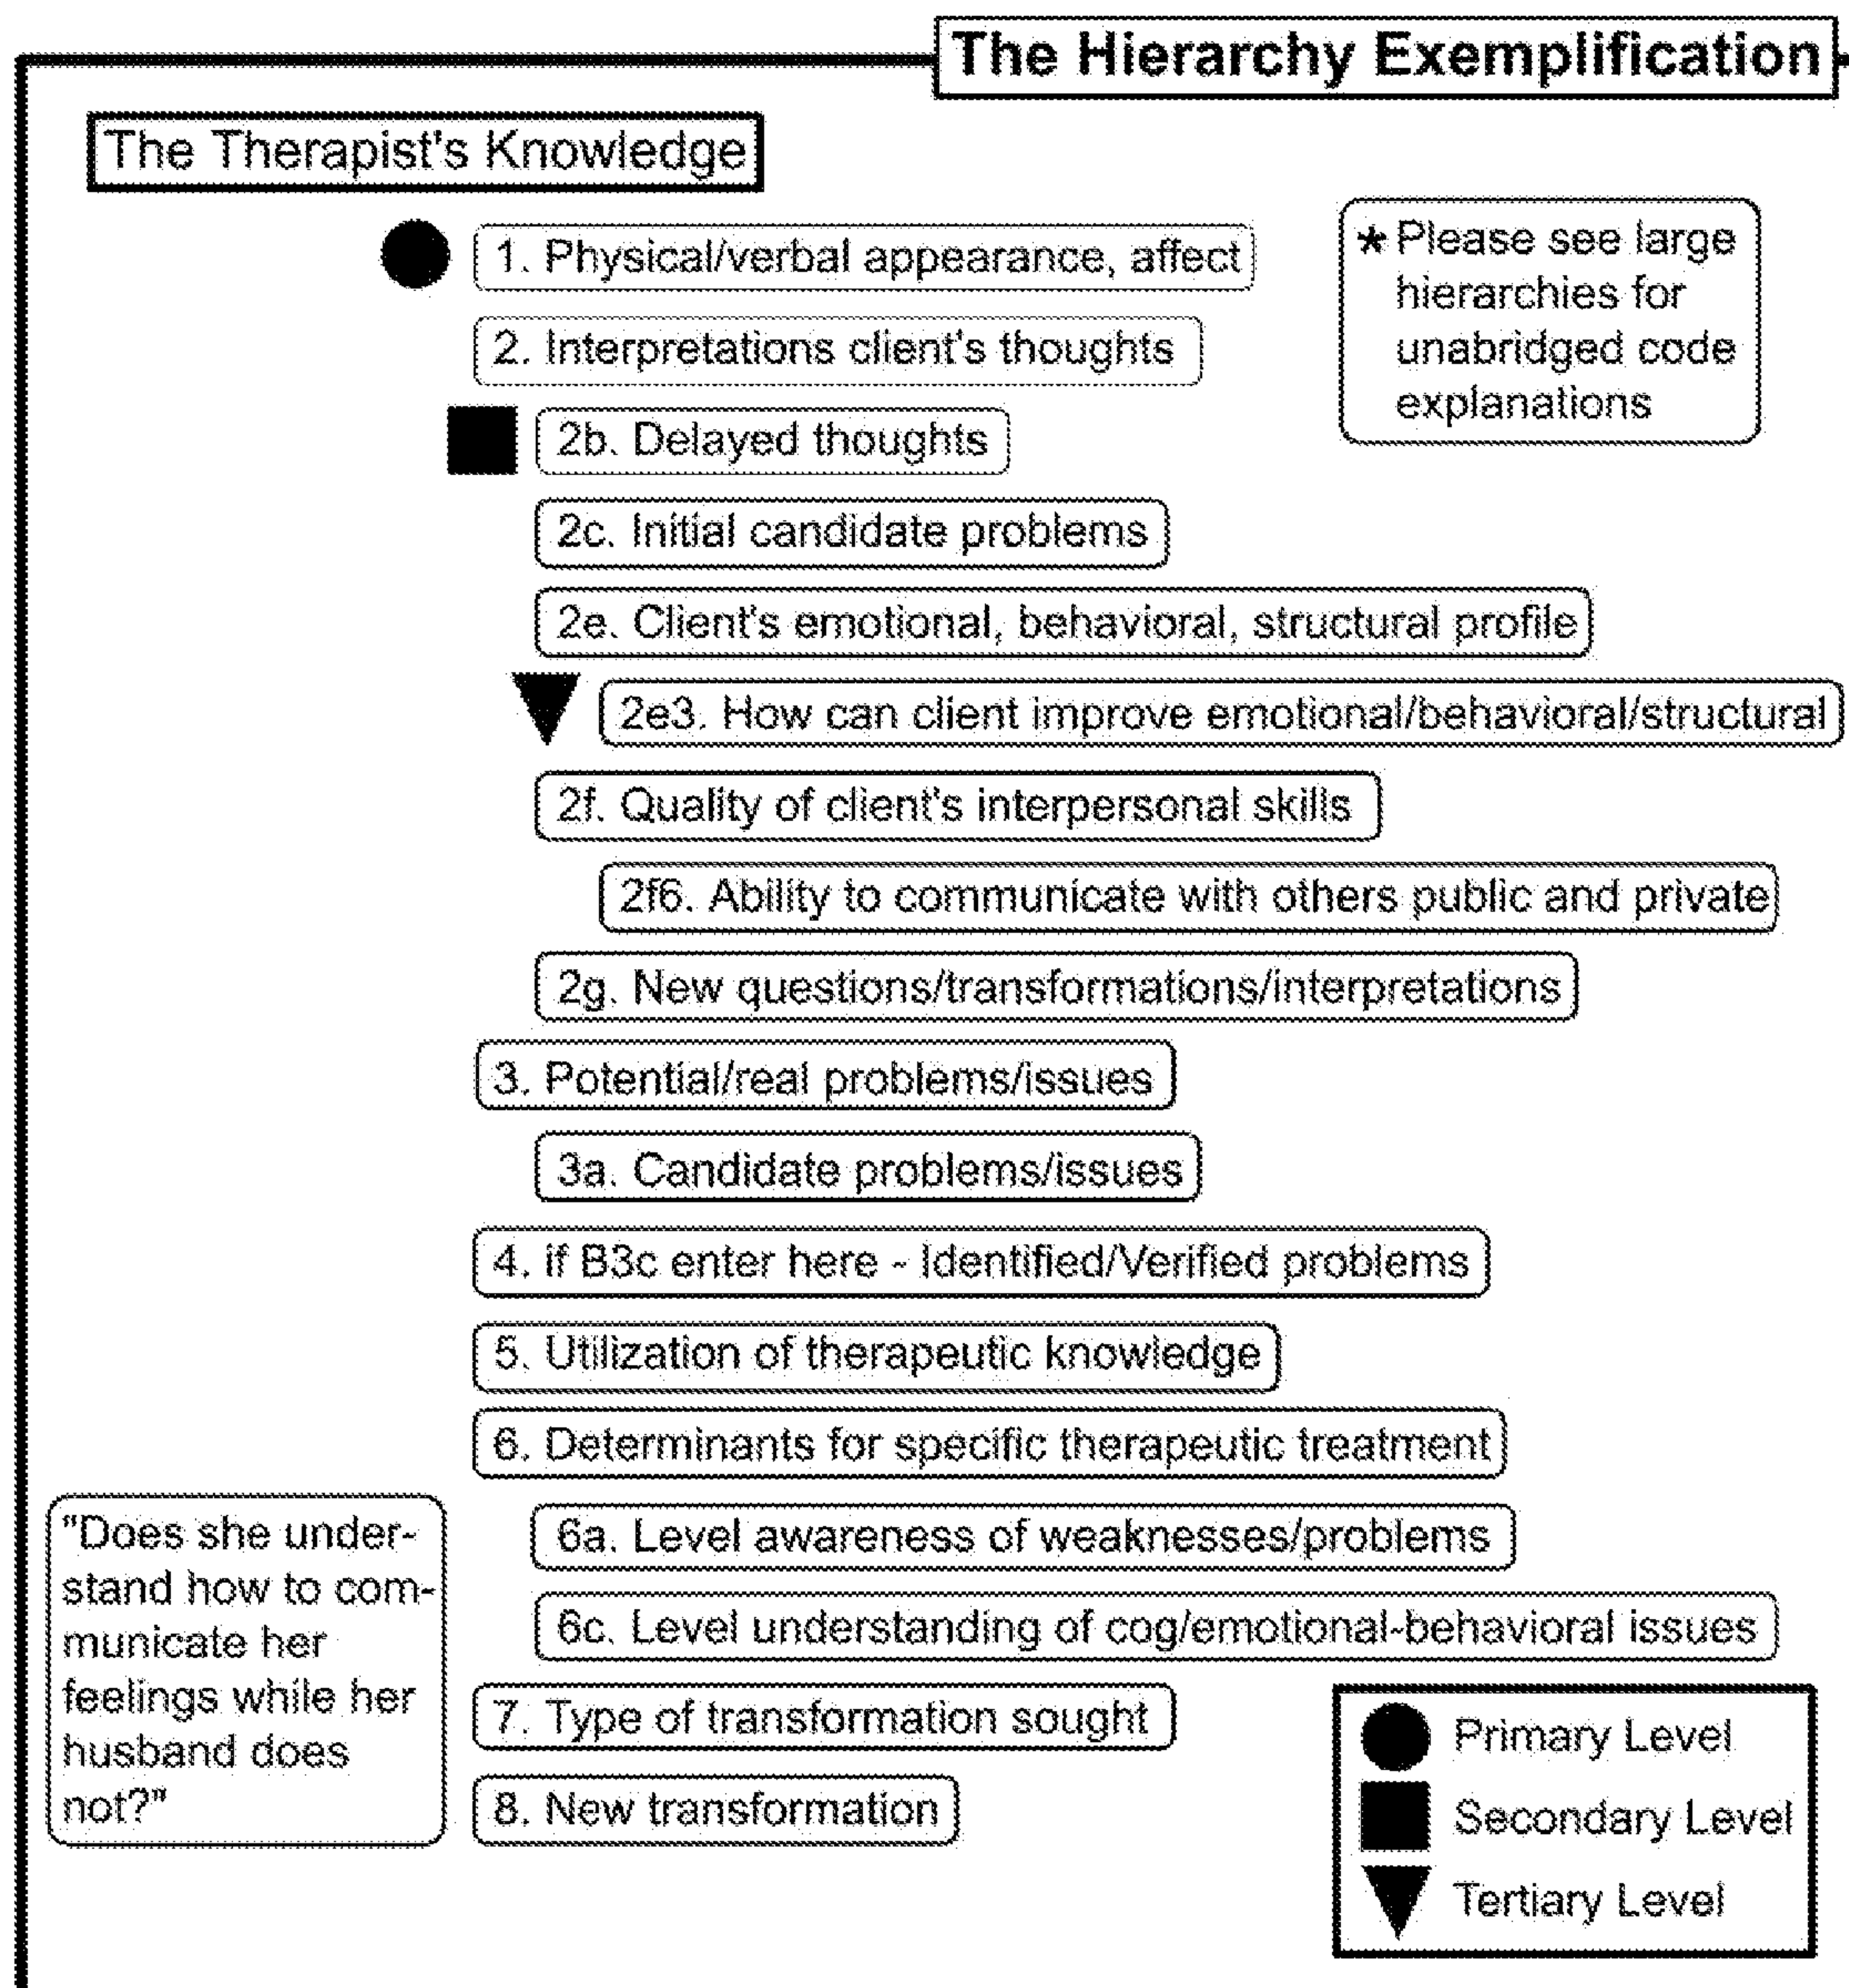 The Hierarchy Exemplification
The Therapist's Knowledge
1. Physical/verbal appearance, affect
* Please see large
hierarchies for
unabridged code
explanations
2. Interpretations client's thoughts
2b. Delayed thoughts
2c. Initial candidate problems
2e. Client's emotional, behavioral, structural profile
2e3. How can client improve emotional/behavioral/structural
2f. Quality of client's interpersonal skills
2f6. Ability to communicate with others public and private
2g. New questions/transformations/interpretations
3. Potential/real problems/issues
3a. Candidate problems/issues
4. if B3c enter here - Identified/Verified problems
5. Utilization of therapeutic knowledge
6. Determinants for specific therapeutic treatment
6a. Level awareness of weaknesses/problems
6c. Level understanding of cog/emotional-behavioral issues
7. Type of transformation sought
8. New transformation
"Does she under-
stand how to com-
municate her
feelings while her
husband does
not?"
Primary Level
Secondary Level
Tertiary Level